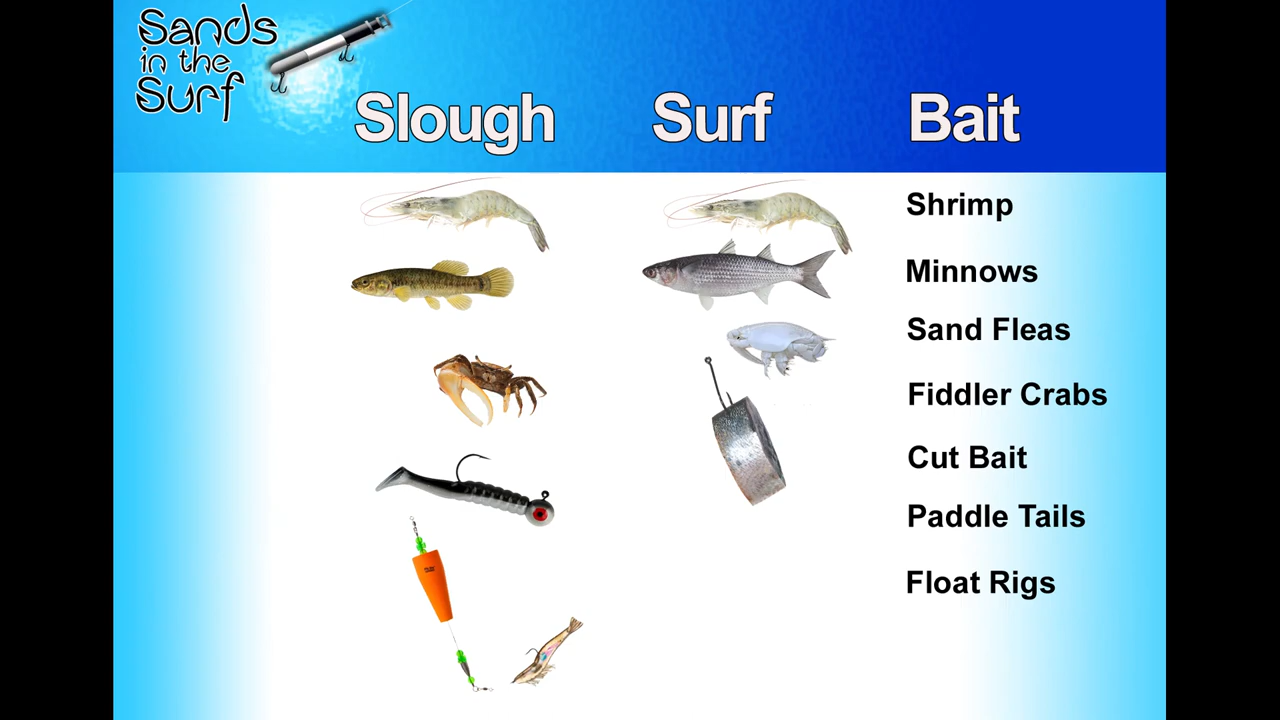 Sands
in the
Surf
Slough Surf Bait
Shrimp
Minnows
Sand Fleas
Fiddler Crabs
Cut Bait
Paddle Tails
Float Rigs